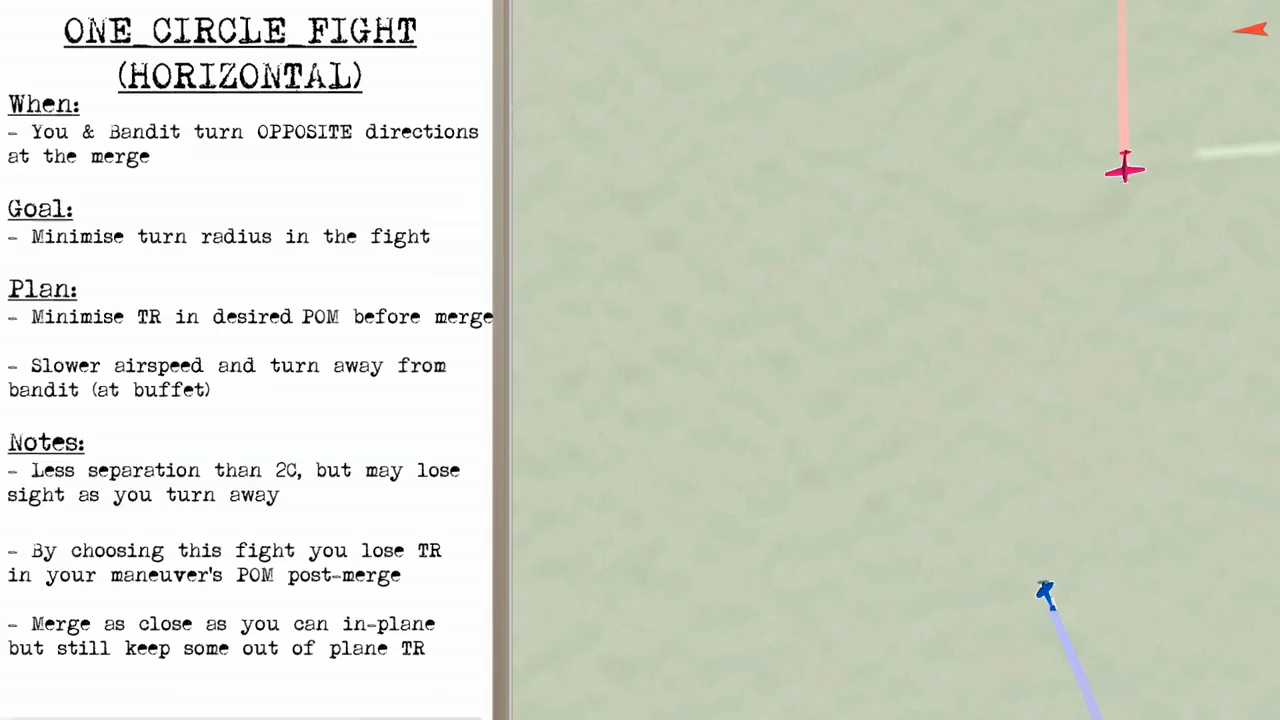 ONE CIRCLE FIGHT
(HORIZONTAL)
When:
- You & Bandit turn OPPOSITE directions
at the merge
Goal:
- Minimise turn radius in the fight
Plan:
- Minimise TR in desired POM before merge
- Slower airspeed and turn away from
bandit (at buffet)
Notes:
- Less separation than 2C, but may lose
sight as you turn away
- By choosing this fight you lose TR
in your maneuver's POM post-merge
- Merge as close as you can in-plane
but still keep some out of plane TR